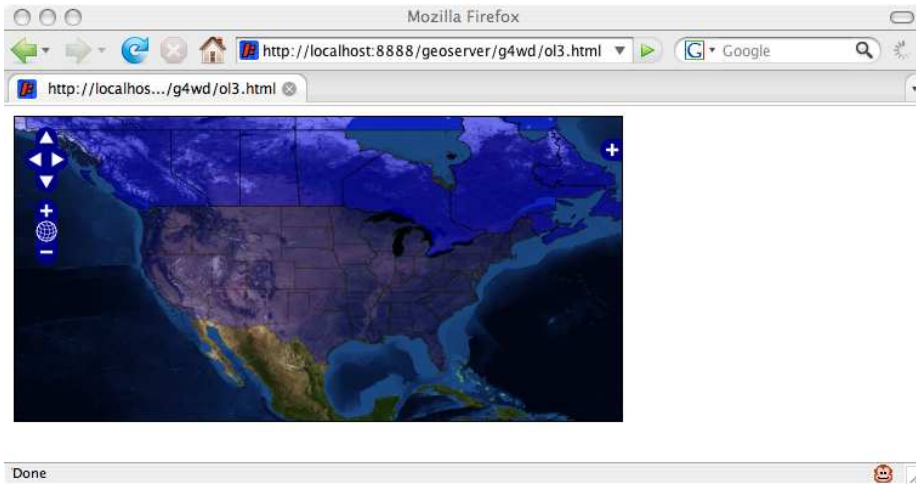 Mozilla Firefox
http://localhost:8888/geoserver/g4wd/ol3.html
G
Google
http://localhos.../g4wd/ol3.html
Done